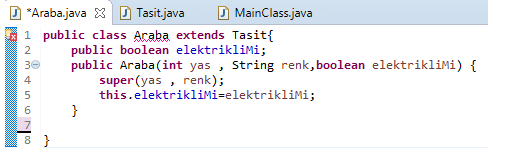 *Araba.java Tasit.java MainClass.java
1 public class Araba extends Tasit{
2 public boolean elektrikliMi;
3 public Araba(int yas , String renk,boolean elektrikliMi) {
4 super(yas , renk);
5 this.elektrikliMi=elektrikliMi;
6 }
7
8 }